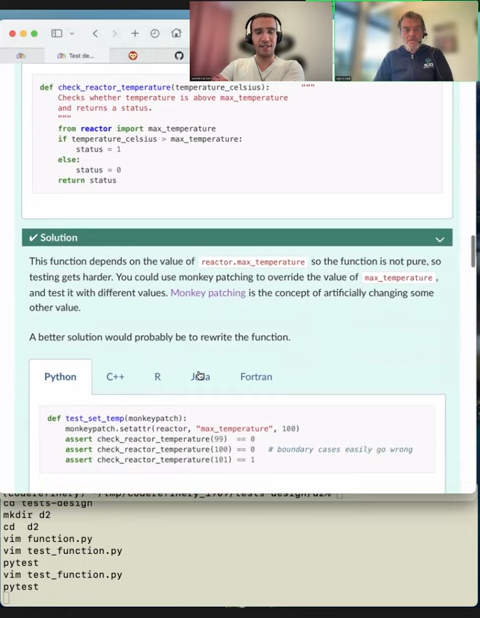 Test de...
def check_reactor_temperature(temperature_celsius): """
Checks whether temperature is above max_temperature
and returns a status.
"""
from reactor import max_temperature
if temperature_celsius > max_temperature:
status = 1
else:
status = 0
return status
✔ Solution
This function depends on the value of reactor.max_temperature so the function is not pure, so
testing gets harder. You could use monkey patching to override the value of max_temperature ,
and test it with different values. Monkey patching is the concept of artificially changing some
other value.
A better solution would probably be to rewrite the function.
Python C++ R Julia Fortran
def test_set_temp(monkeypatch):
monkeypatch.setattr(reactor, "max_temperature", 100)
assert check_reactor_temperature(99) == 0
assert check_reactor_temperature(100) == 0 # boundary cases easily go wrong
assert check_reactor_temperature(101) == 1
cd tests-design
mkdir d2
cd d2
vim function.py
vim test_function.py
pytest
vim test_function.py
pytest